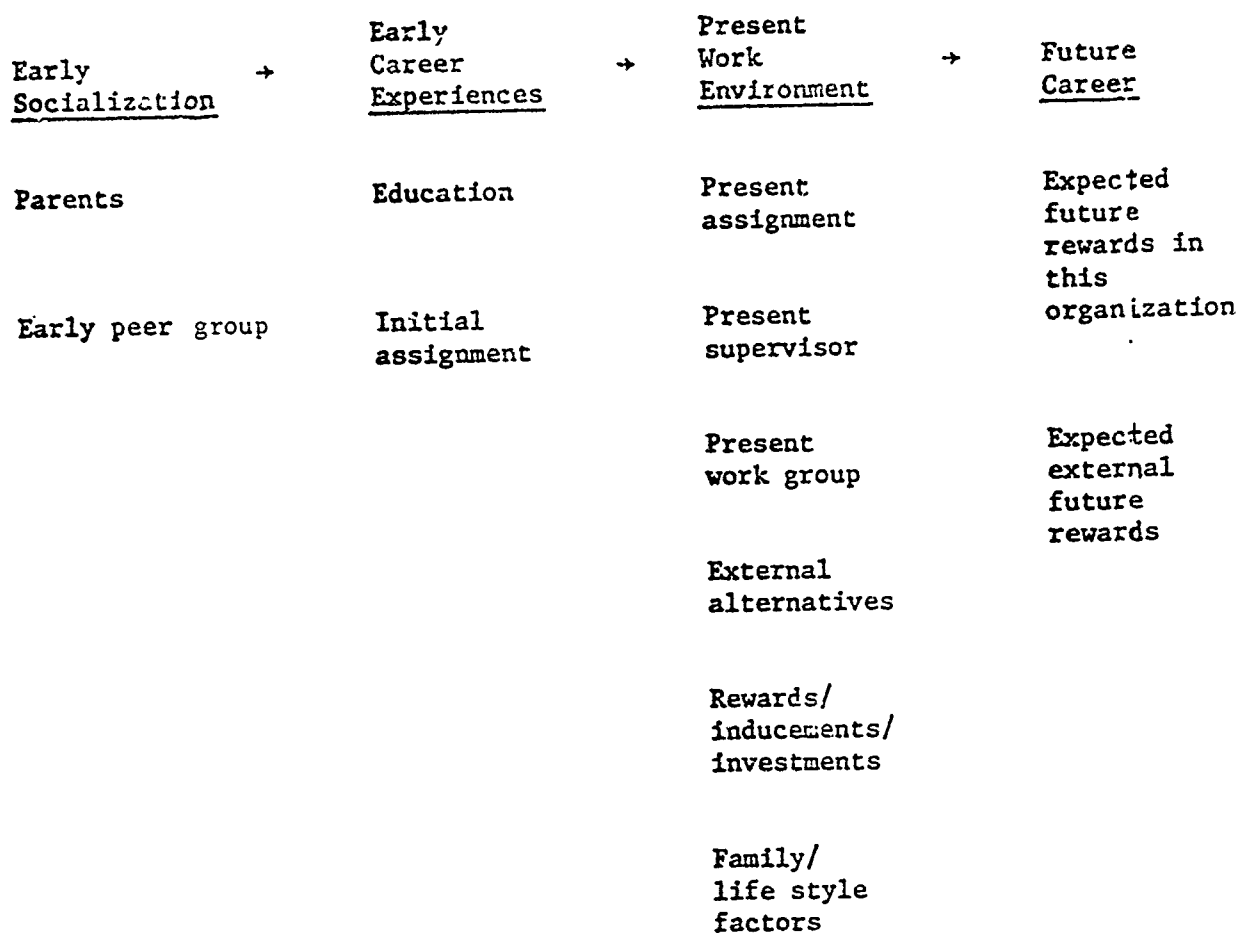 Early
Socialization
→
Early
Career
Experiences
→
Present
Work
Environment
→
Future
Career
Parents
Early peer group
Education
Initial
assignment
Present
assignment
Present
supervisor
Present
work group
External
alternatives
Rewards/
inducements/
investments
Family/
life style
factors
Expected
future
rewards in
this
organization
Expected
external
future
rewards